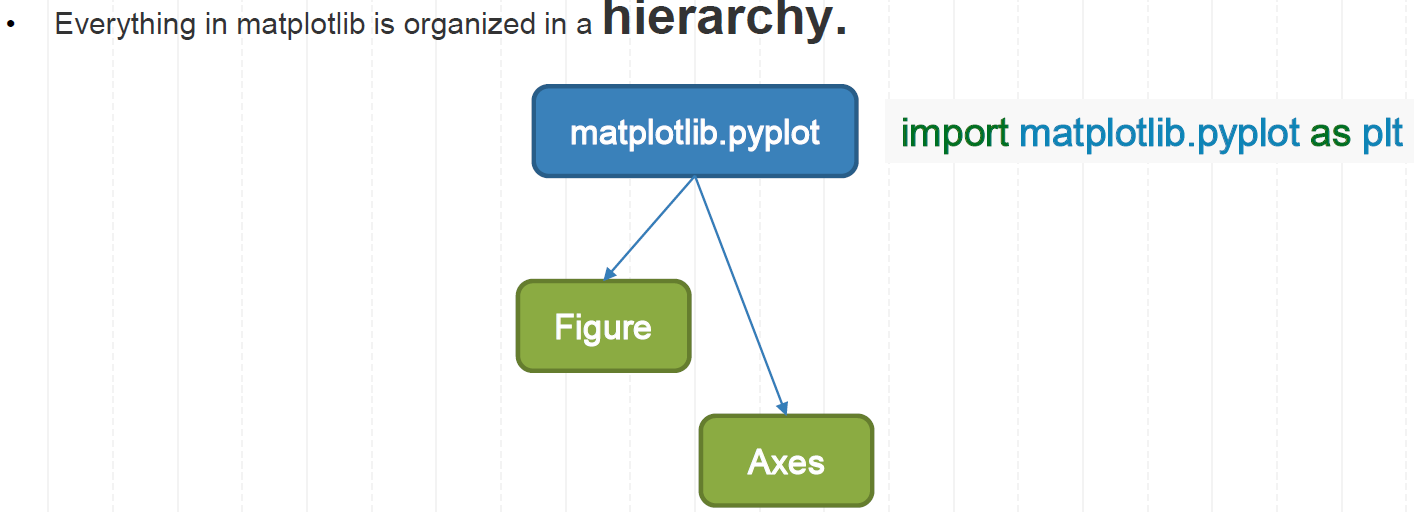 • Everything in matplotlib is organized in a hierarchy.
matplotlib.pyplot
import matplotlib.pyplot as plt
Figure
Axes